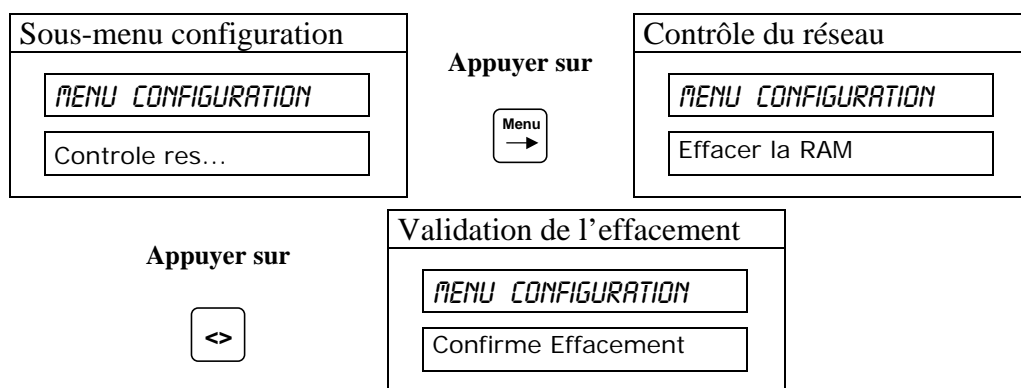 Sous-menu configuration
MENU CONFIGURATION
Controle res...
Appuyer sur
Menu
Contrôle du réseau
MENU CONFIGURATION
Effacer la RAM
Appuyer sur
<>
Validation de l’effacement
MENU CONFIGURATION
Confirme Effacement